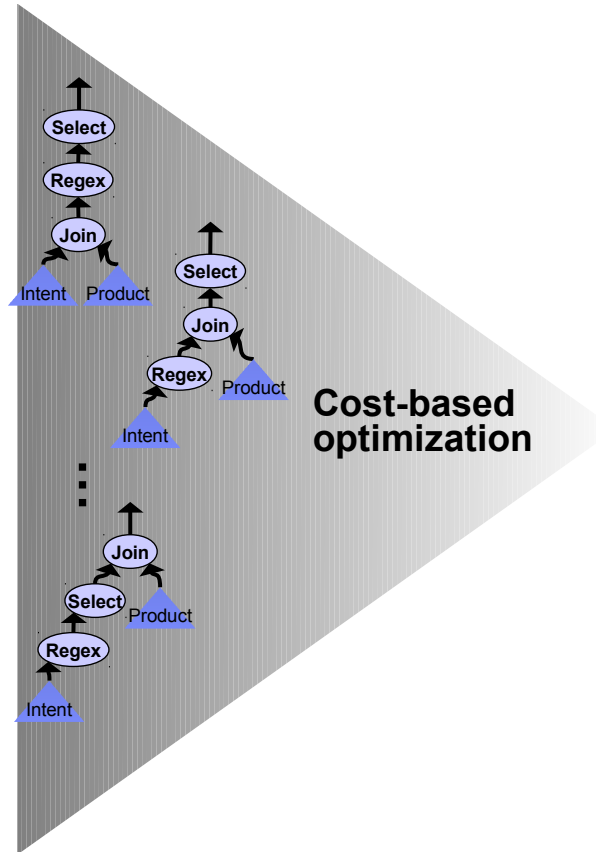 Select
Regex
Join
Intent Product
Select
Join
Regex
Product
Intent
Cost-based
optimization
...
Join
Select
Product
Regex
Intent